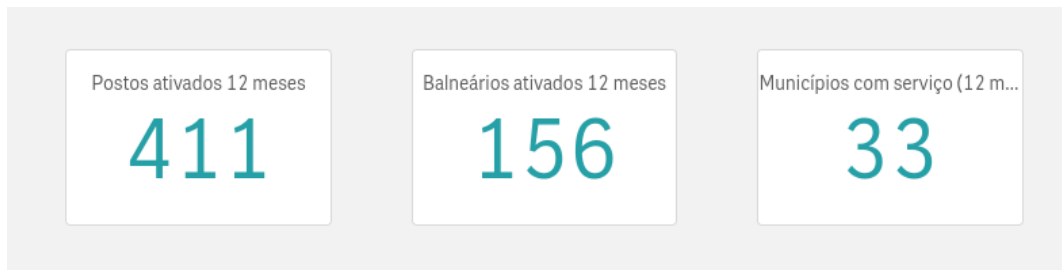 Postos ativados 12 meses
411
Balneários ativados 12 meses
156
Municípios com serviço (12 m...
33